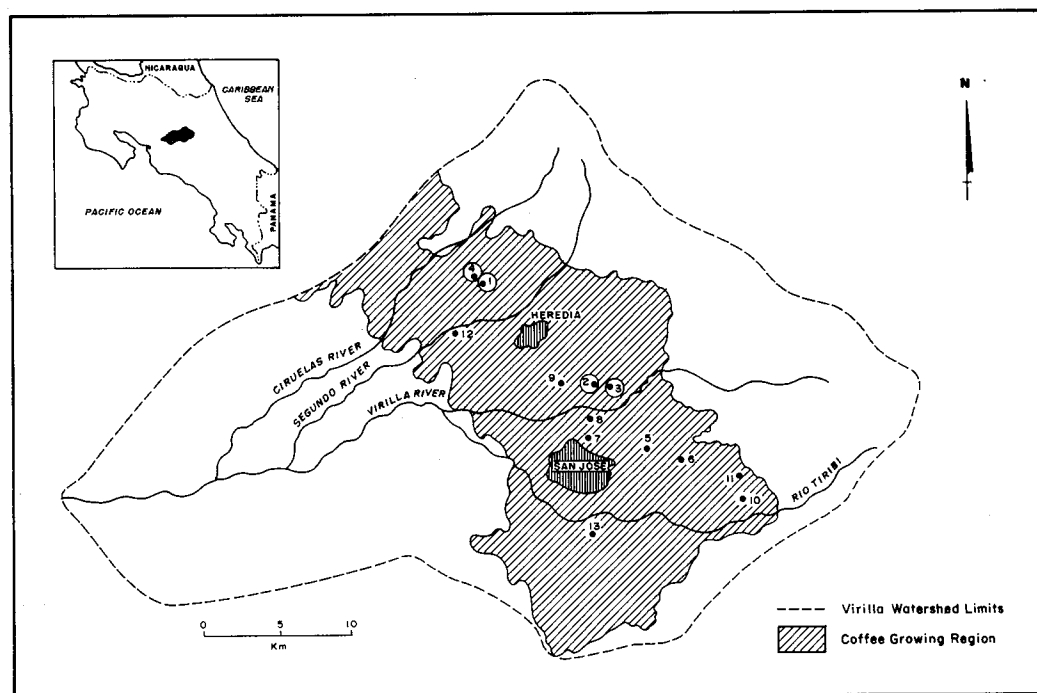 NICARAGUA
CARIBBEAN
SEA
PACIFIC OCEAN
PANAMA
N
4
1
HEREDIA
12
CIRUELAS RIVER
SEGUNDO RIVER
VIRILLA RIVER
9
2
3
8
7
5
6
SAN JOSE
11
10
RIO TIRIBI
13
0 5 10
Km
Virilla Watershed Limits
Coffee Growing Region